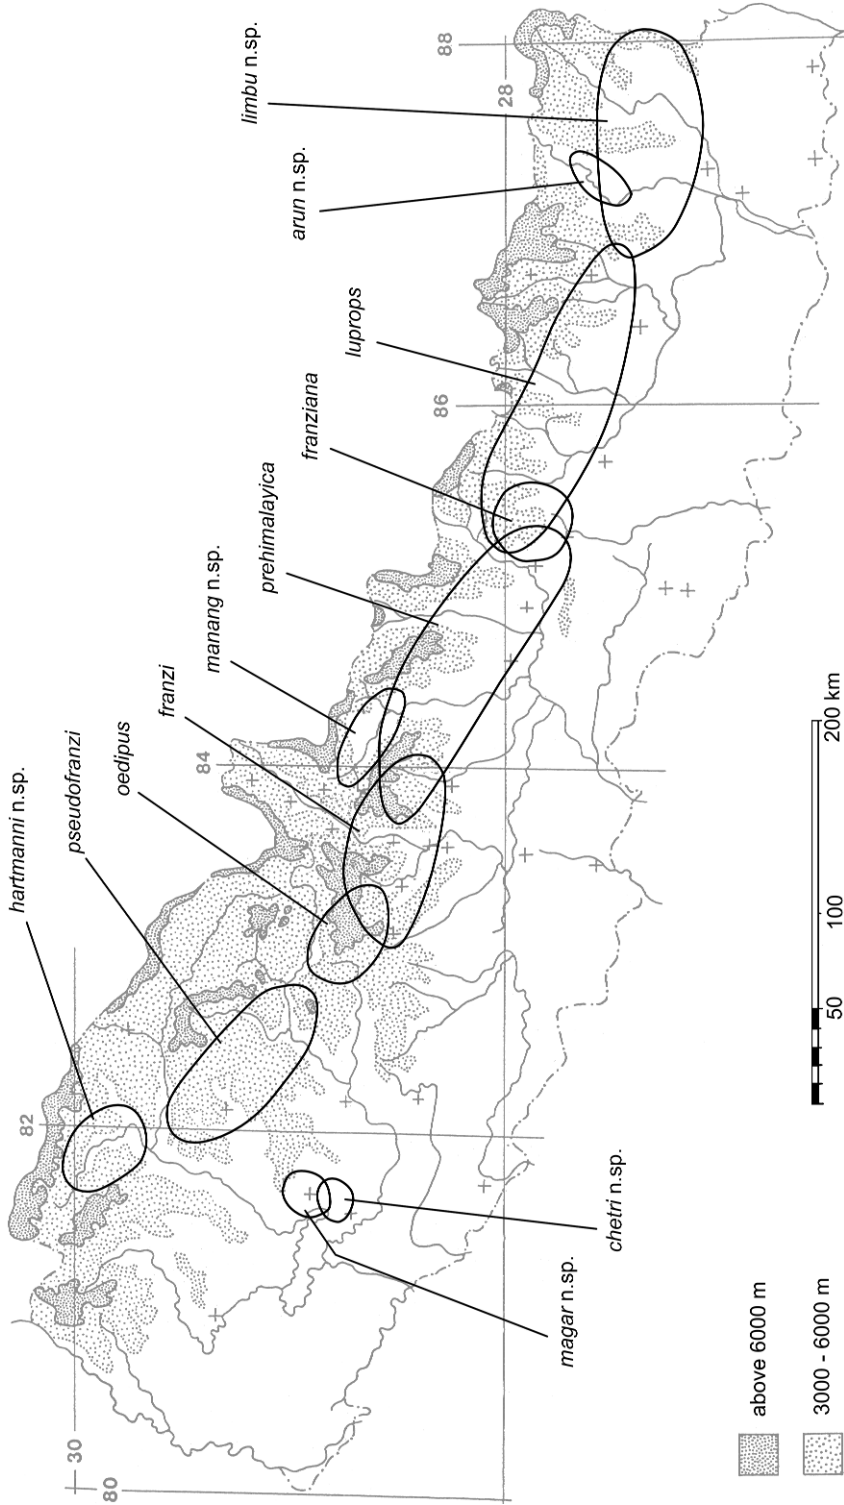 hartmanni n.sp.
pseudofranzi
oedipus
franzi
manang n.sp.
prehimalayica
franziana
luprops
arun n.sp.
limbu n.sp.
magar n.sp.
chetri n.sp.
80
82
84
86
88
30
28
above 6000 m
3000 - 6000 m
50
100
200 km